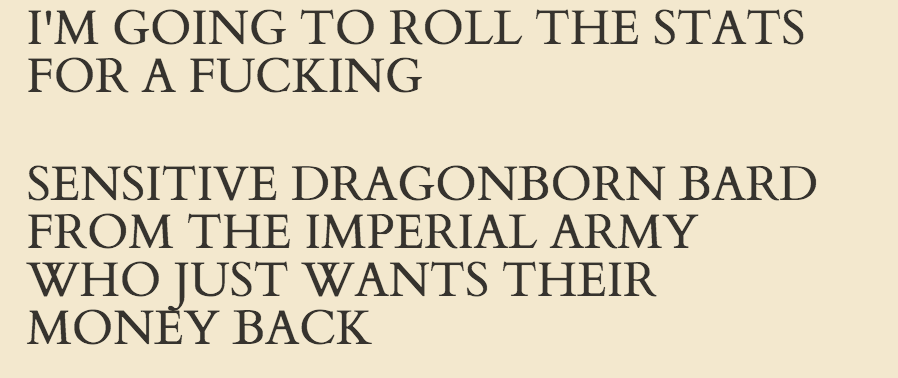 I'M GOING TO ROLL THE STATS
FOR A FUCKING
SENSITIVE DRAGONBORN BARD
FROM THE IMPERIAL ARMY
WHO JUST WANTS THEIR
MONEY BACK